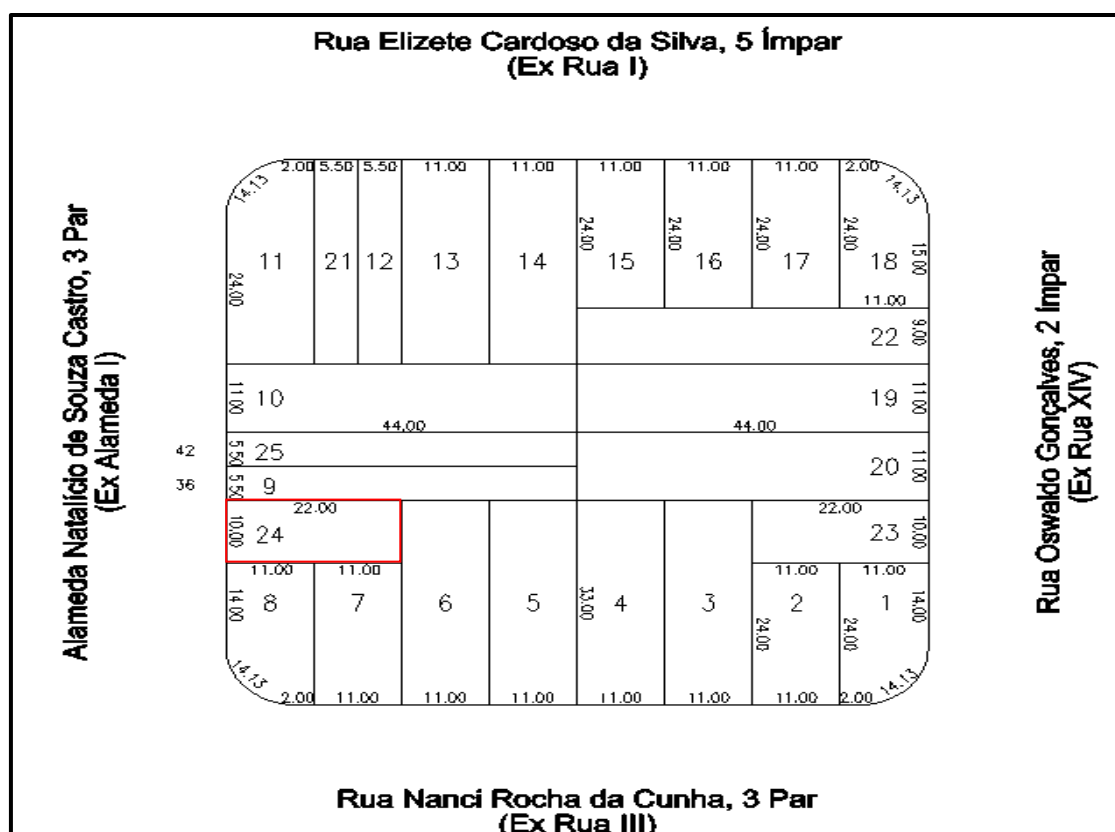 Rua Elizete Cardoso da Silva, 5 Ímpar
(Ex Rua I)
Alameda Natalício de Souza Castro, 3 Par
(Ex Alameda I)
Rua Oswaldo Gonçalves, 2 Ímpar
(Ex Rua XIV)
14.13 2.00 5.50 5.50 11.00 11.00 11.00 11.00 11.00 2.00 14.13
24.00 24.00 24.00 24.00
11 21 12 13 14 15 16 17 18 15.00
24.00
11.00
22 9.00
11.00 10 19 11.00
44.00 44.00
42 5.50 25
20 11.00
36 5.50 9
22.00 22.00
10.00 24 23 10.00
11.00 11.00 11.00 11.00
14.00 8 7 6 5 33.00 4 3 2 1 14.00
24.00 24.00
14.13 2.00 11.00 11.00 11.00 11.00 11.00 11.00 2.00 14.13
Rua Nanci Rocha da Cunha, 3 Par
(Ex Rua III)